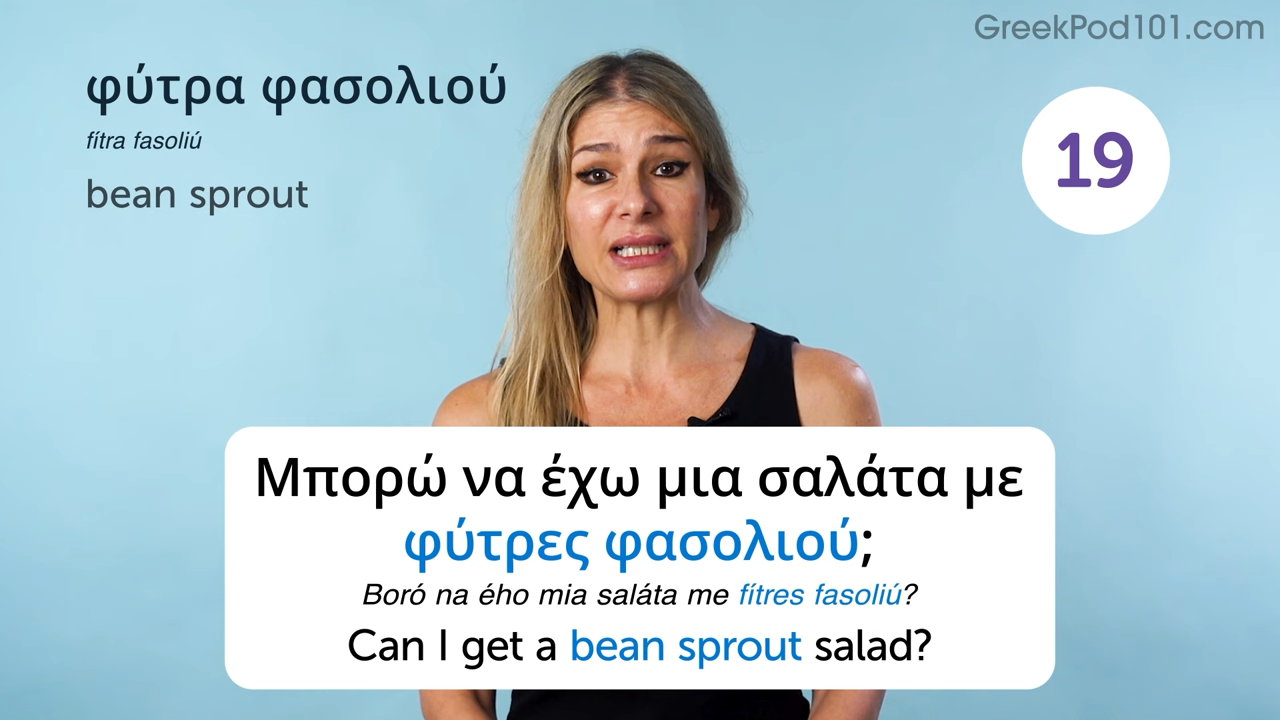 GreekPod101.com
φύτρα φασολιού
fítra fasoliú
bean sprout
19
Μπορώ να έχω μια σαλάτα με
φύτρες φασολιού;
Boró na ého mia saláta me fítres fasoliú?
Can I get a bean sprout salad?